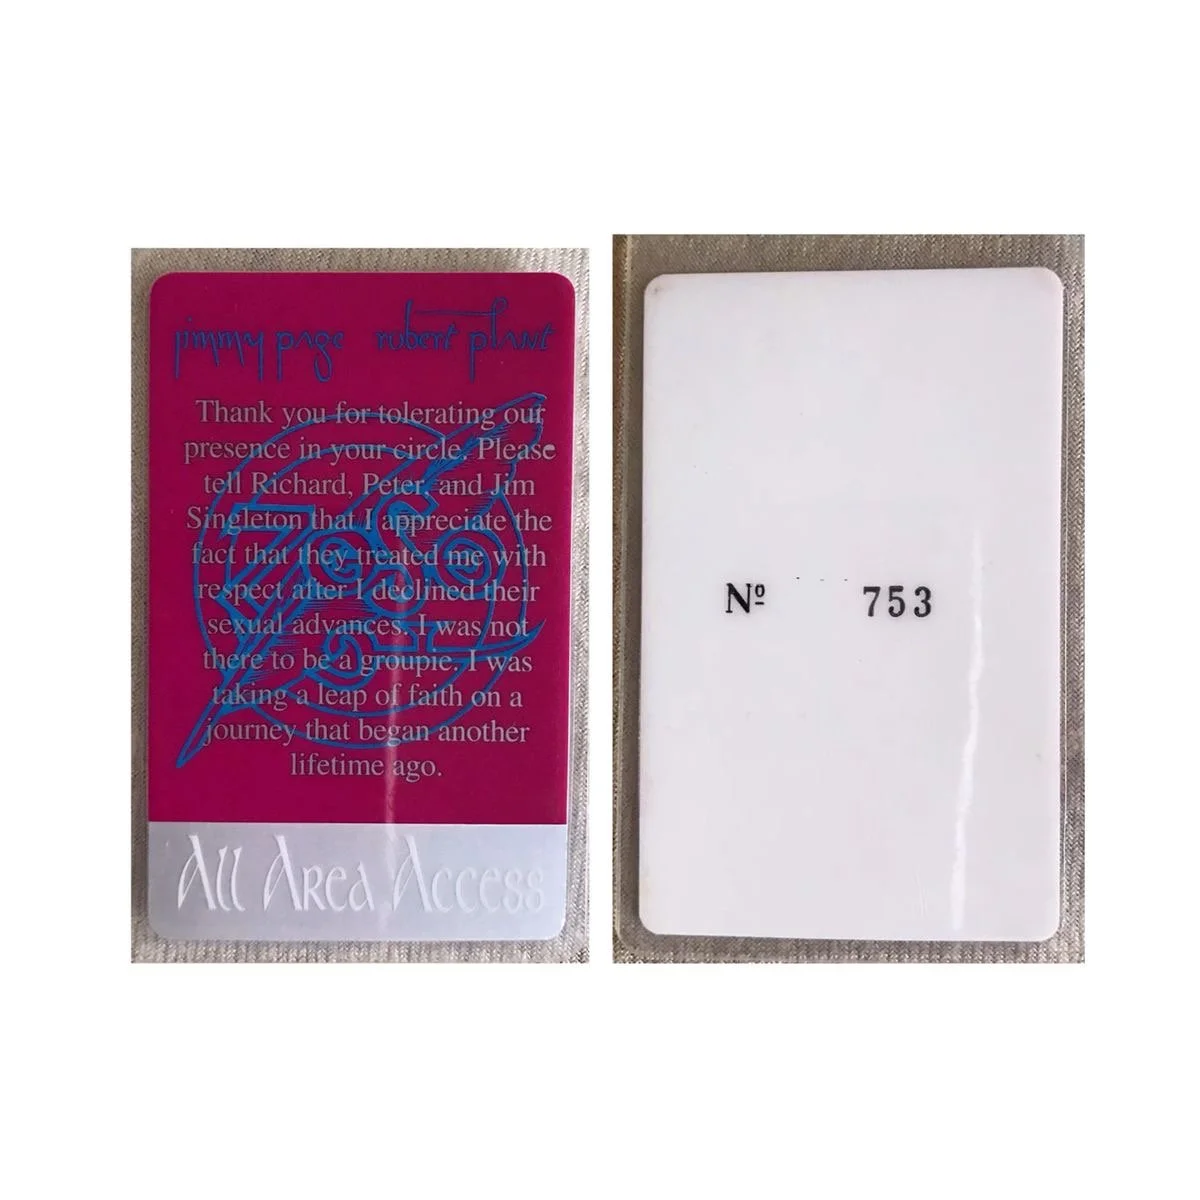 jimmy page robert plant
Thank you for tolerating our
presence in your circle. Please
tell Richard, Peter, and Jim
Singleton that I appreciate the
fact that they treated me with
respect after I declined their
sexual advances. I was not
there to be a groupie. I was
taking a leap of faith on a
journey that began another
lifetime ago.
ZoSo
All Area Access
Nº 753